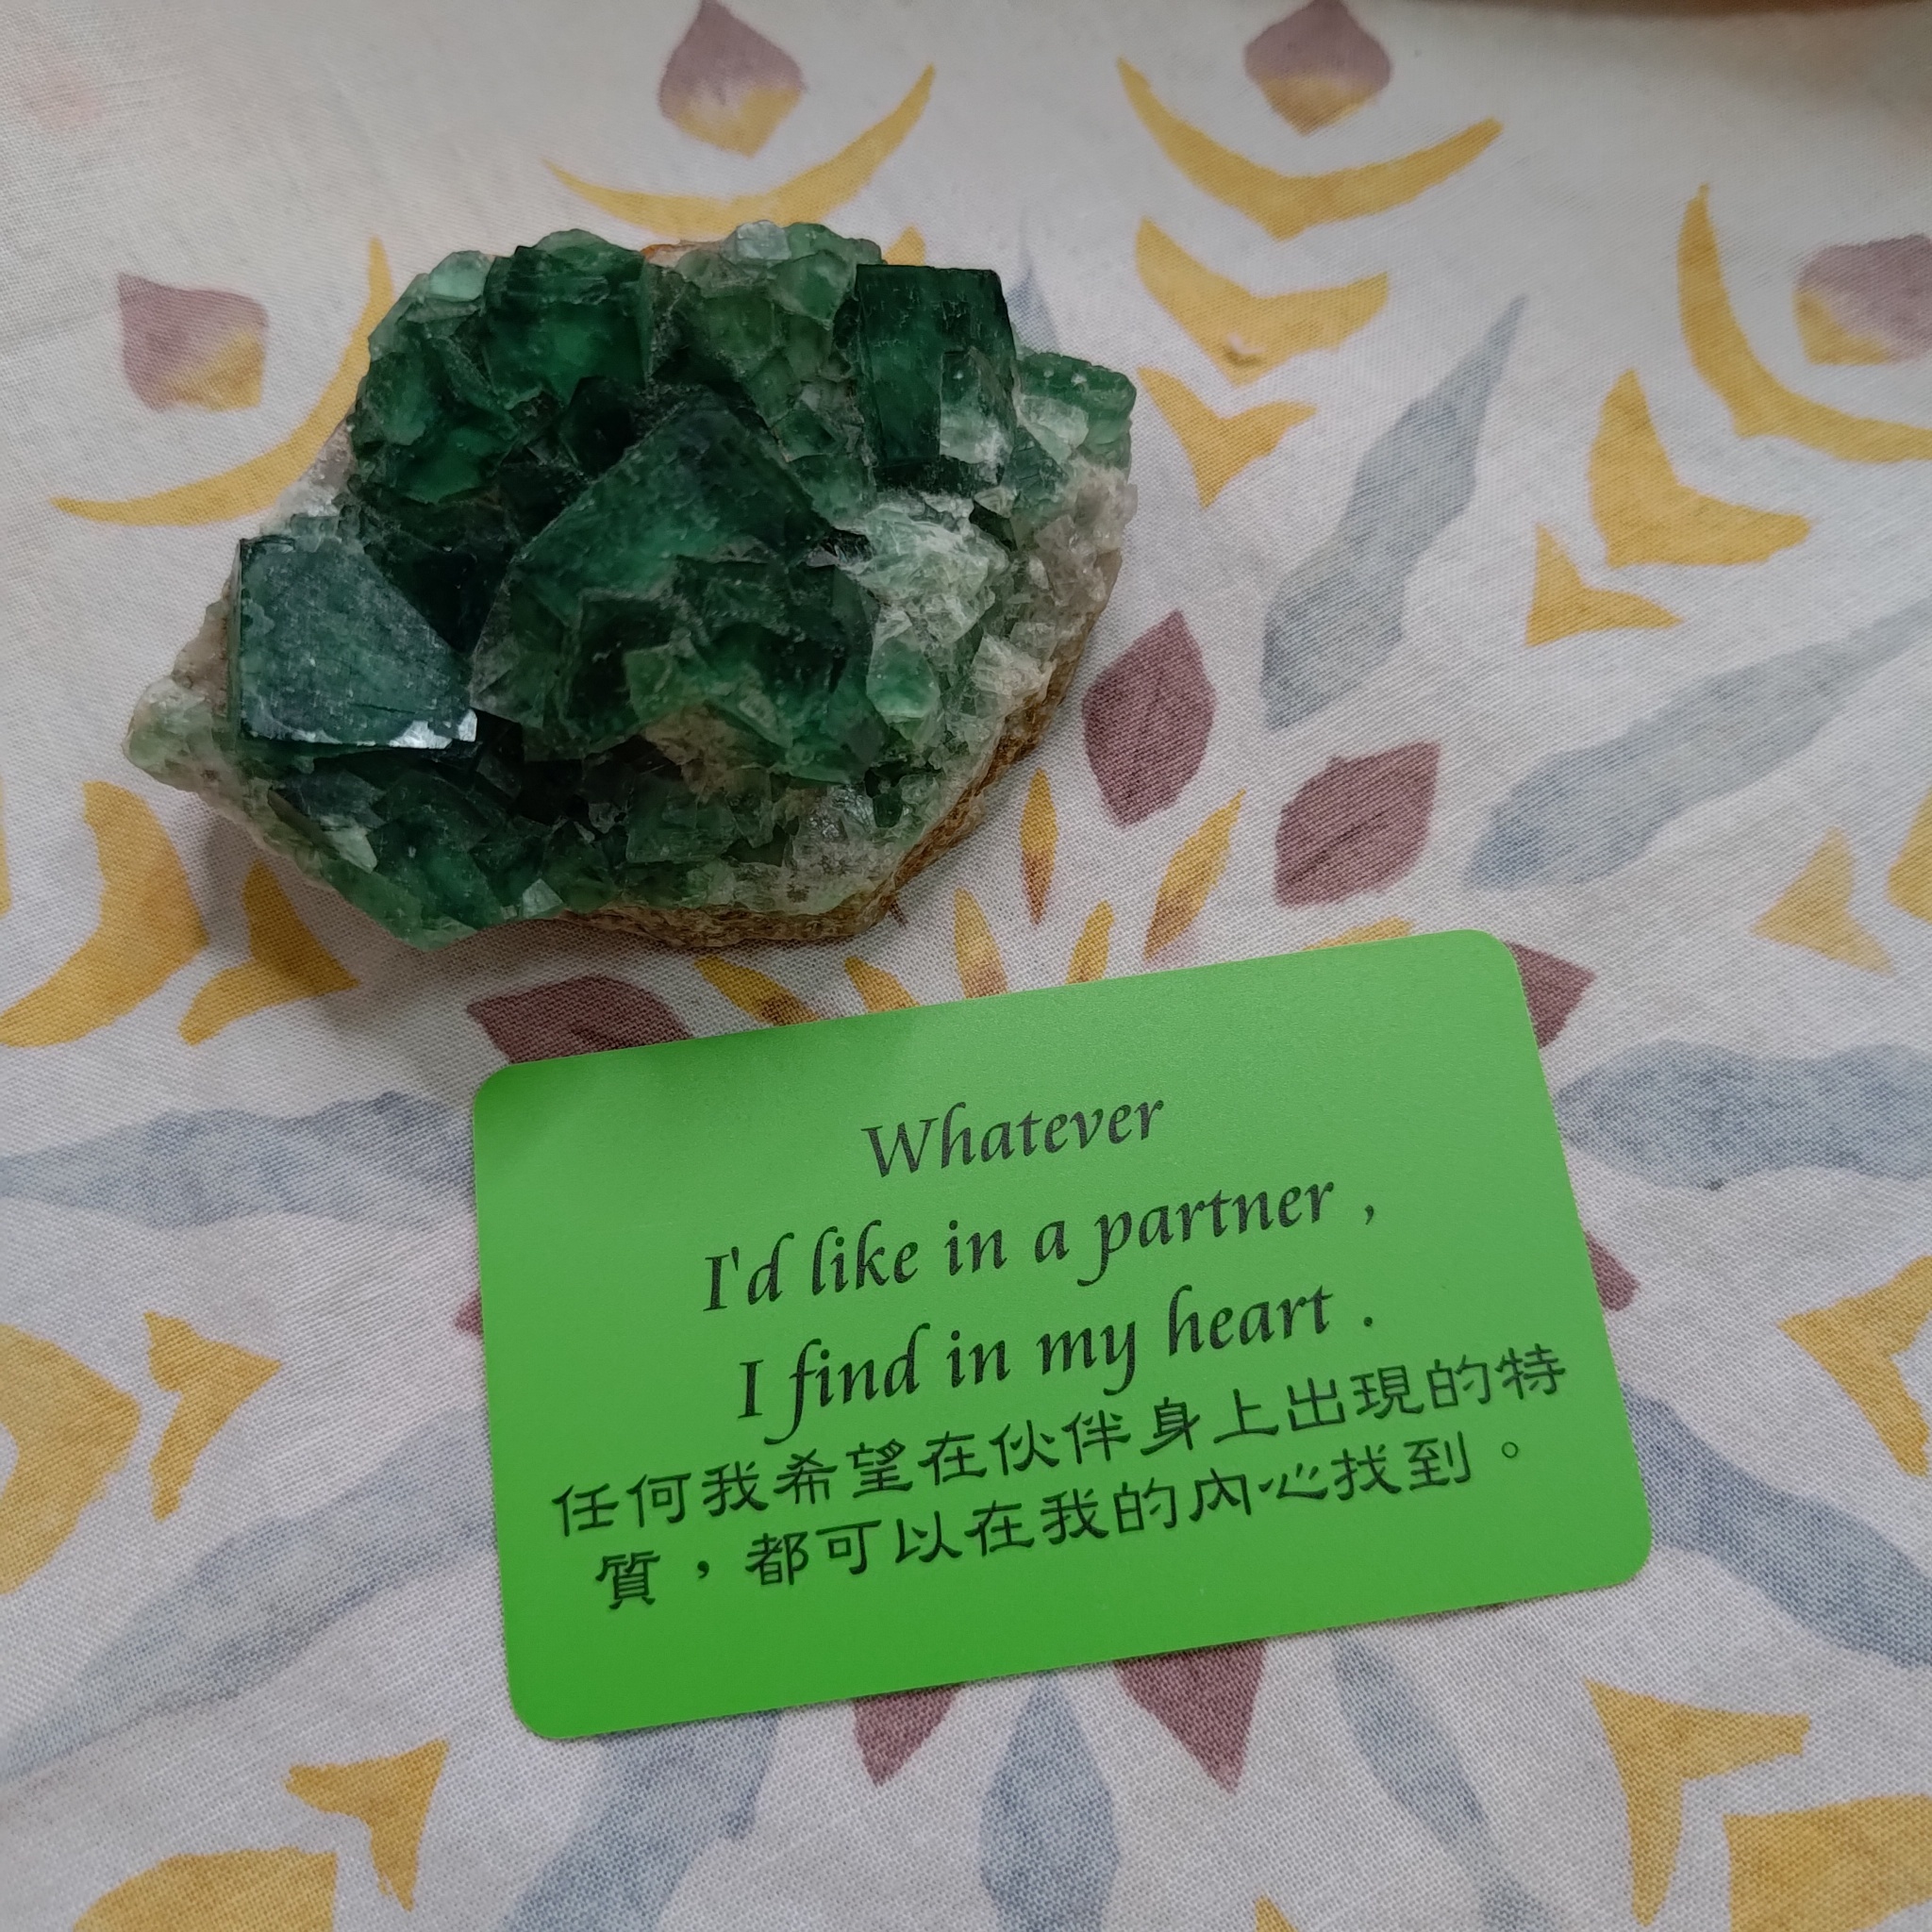 Whatever
I'd like in a partner ,
I find in my heart .
任何我希望在伙伴身上出現的特
質，都可以在我的內心找到。